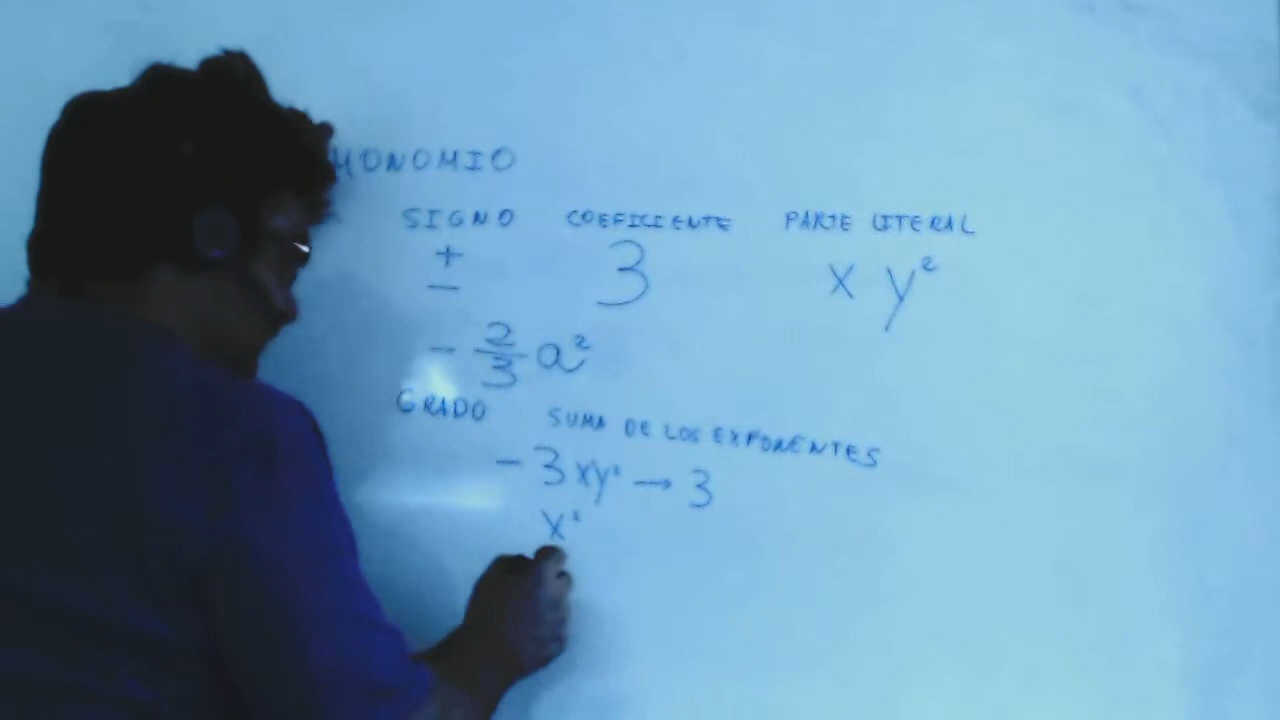 MONOMIO
SIGNO COEFICIENTE PARTE LITERAL
+ 3 x y²
−
- 2/3 a²
GRADO SUMA DE LOS EXPONENTES
- 3xy² → 3
x²